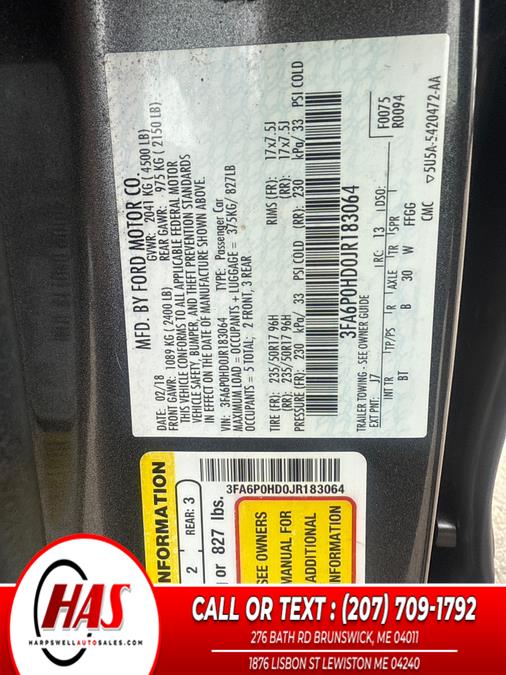 MFD. BY FORD MOTOR CO.
DATE: 02/18 GVWR: 2041 KG ( 4500 LB)
FRONT GAWR: 1089 KG ( 2400 LB) REAR GAWR: 975 KG ( 2150 LB)
THIS VEHICLE CONFORMS TO ALL APPLICABLE FEDERAL MOTOR
VEHICLE SAFETY, BUMPER, AND THEFT PREVENTION STANDARDS
IN EFFECT ON THE DATE OF MANUFACTURE SHOWN ABOVE.
VIN: 3FA6P0HD0JR183064 TYPE: Passenger Car
MAXIMUM LOAD = OCCUPANTS + LUGGAGE = 375KG/ 827LB
OCCUPANTS = 5 TOTAL; 2 FRONT, 3 REAR
TIRE (FR): 235/50R17 96H RIMS (FR): 17x7.5J
(RR): 235/50R17 96H (RR): 17x7.5J
PRESSURE (FR): 230 kPa/ 33 PSI COLD (RR): 230 kPa/ 33 PSI COLD
3FA6P0HD0JR183064
TRAILER TOWING - SEE OWNER GUIDE
F0075
EXT PNT: J7 RC: 13 DSO: R0094
INT TR TP/PS R AXLE TR SPR
BT B 30 W FFGG
CMC ▽5U5A-5420472-AA
3FA6P0HD0JR183064
INFORMATION
2 REAR: 3
or 827 lbs.
SEE OWNERS
MANUAL FOR
ADDITIONAL
INFORMATION
HAS
HARPSWELLAUTOSALES.COM
CALL OR TEXT : (207) 709-1792
276 BATH RD BRUNSWICK, ME 04011
1876 LISBON ST LEWISTON ME 04240